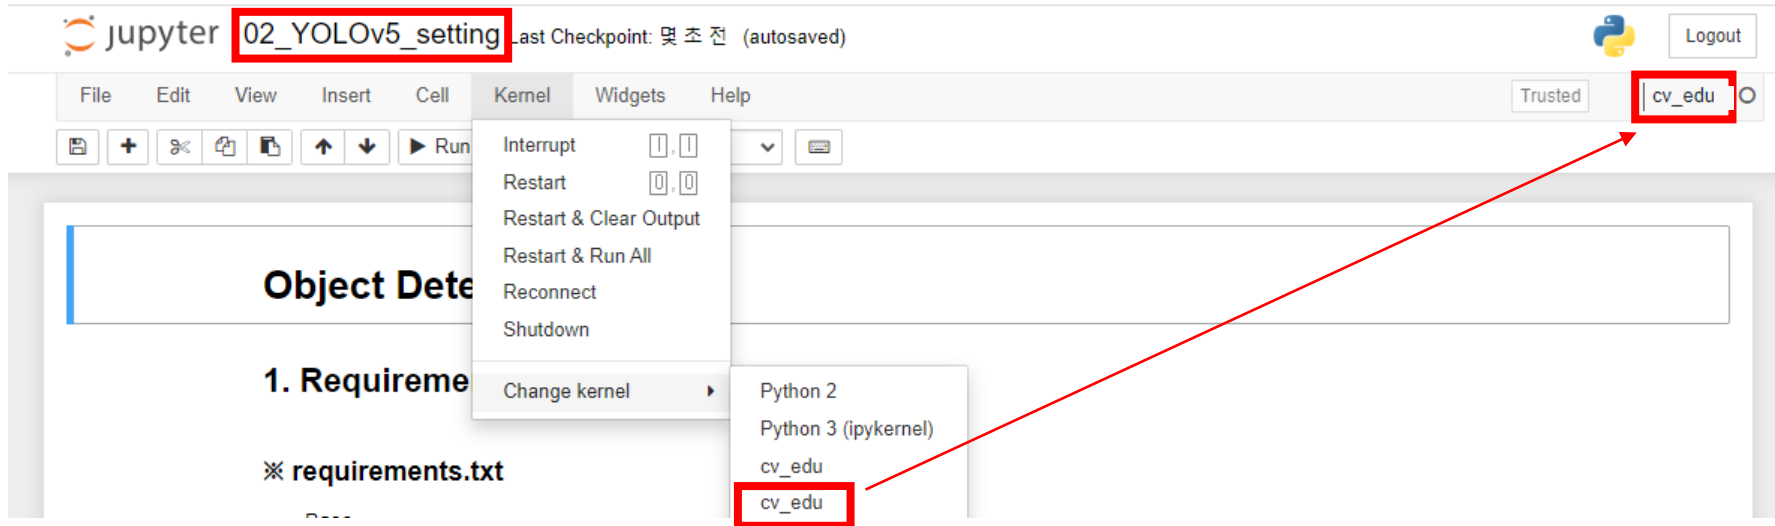 jupyter 02_YOLOv5_setting Last Checkpoint: 몇 초 전 (autosaved) Logout
File Edit View Insert Cell Kernel Widgets Help Trusted cv_edu
Run
Interrupt I, I
Restart 0, 0
Restart & Clear Output
Restart & Run All
Reconnect
Shutdown
Change kernel
Python 2
Python 3 (ipykernel)
cv_edu
cv_edu
Object Dete
1. Requireme
※ requirements.txt